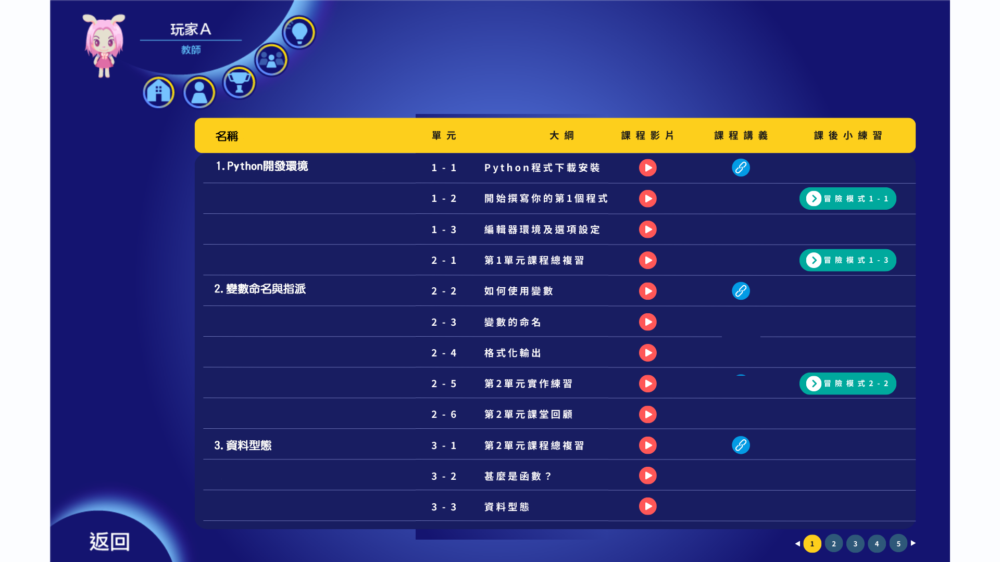 玩家A
教師
名稱 單元 大綱 課程影片 課程講義 課後小練習
1.Python開發環境 1-1 Python程式下載安裝
1-2 開始撰寫你的第1個程式 冒險模式1-1
1-3 編輯器環境及選項設定
2-1 第1單元課程總複習 冒險模式1-3
2.變數命名與指派 2-2 如何使用變數
2-3 變數的命名
2-4 格式化輸出
2-5 第2單元實作練習 冒險模式2-2
2-6 第2單元課堂回顧
3.資料型態 3-1 第2單元課程總複習
3-2 甚麼是函數?
3-3 資料型態
返回
1 2 3 4 5